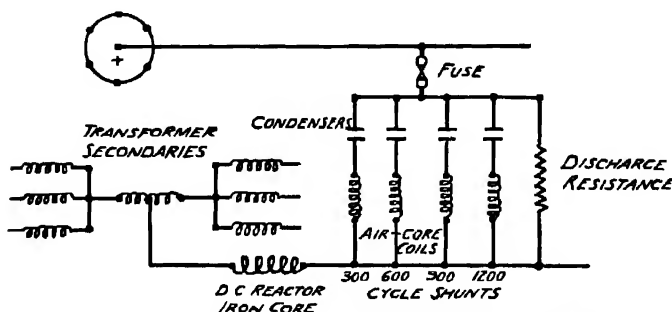 +
FUSE
CONDENSERS
TRANSFORMER
SECONDARIES
DISCHARGE
RESISTANCE
AIR-CORE
COILS
300 600 900 1200
CYCLE SHUNTS
D C REACTOR
IRON CORE